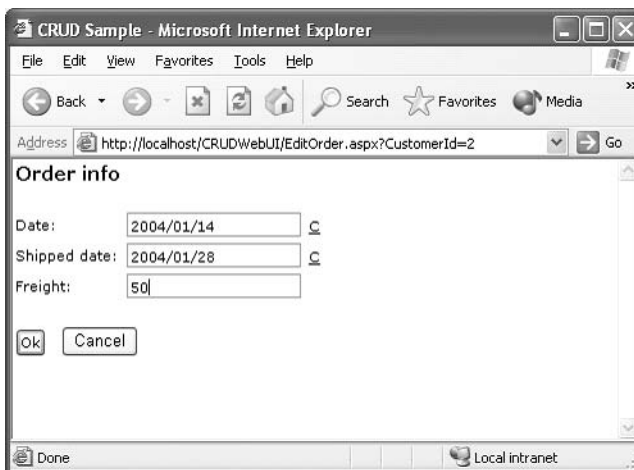 CRUD Sample - Microsoft Internet Explorer
File Edit View Favorites Tools Help
Back Search Favorites Media »
Address http://localhost/CRUDWebUI/EditOrder.aspx?CustomerId=2 Go
Order info
Date: 2004/01/14 C
Shipped date: 2004/01/28 C
Freight: 50
Ok Cancel
Done Local intranet